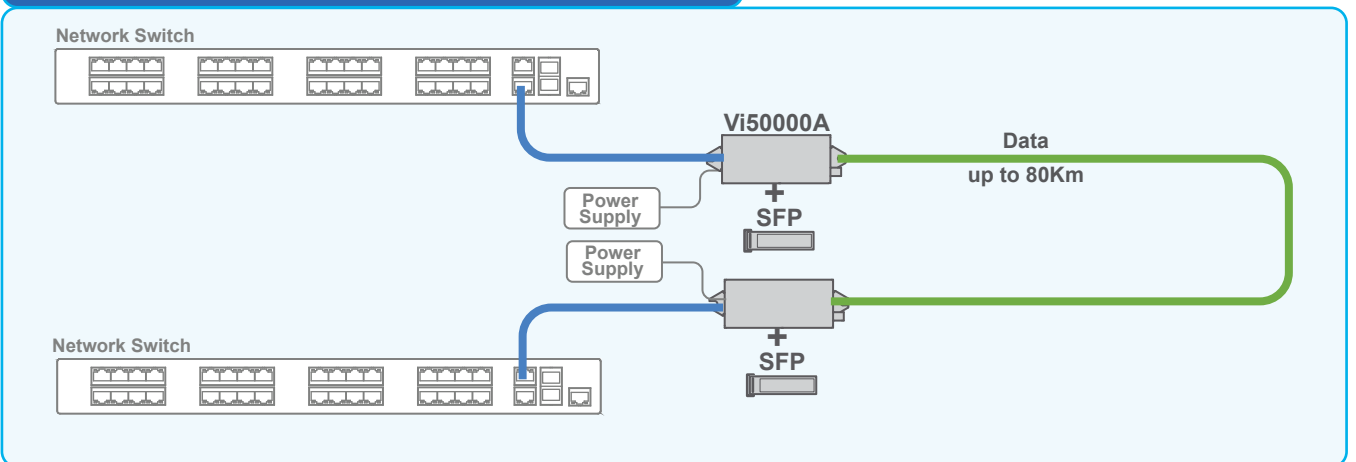 Network Switch
Vi50000A
Data
up to 80Km
Power
Supply
+
SFP
Power
Supply
Network Switch
+
SFP